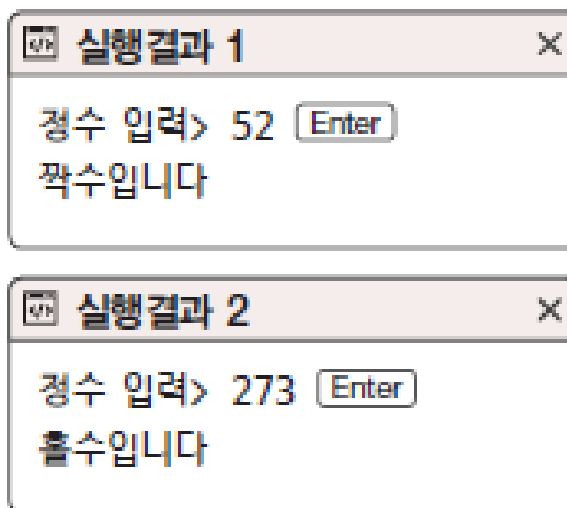 실행결과 1
정수 입력> 52 Enter
짝수입니다
실행결과 2
정수 입력> 273 Enter
홀수입니다